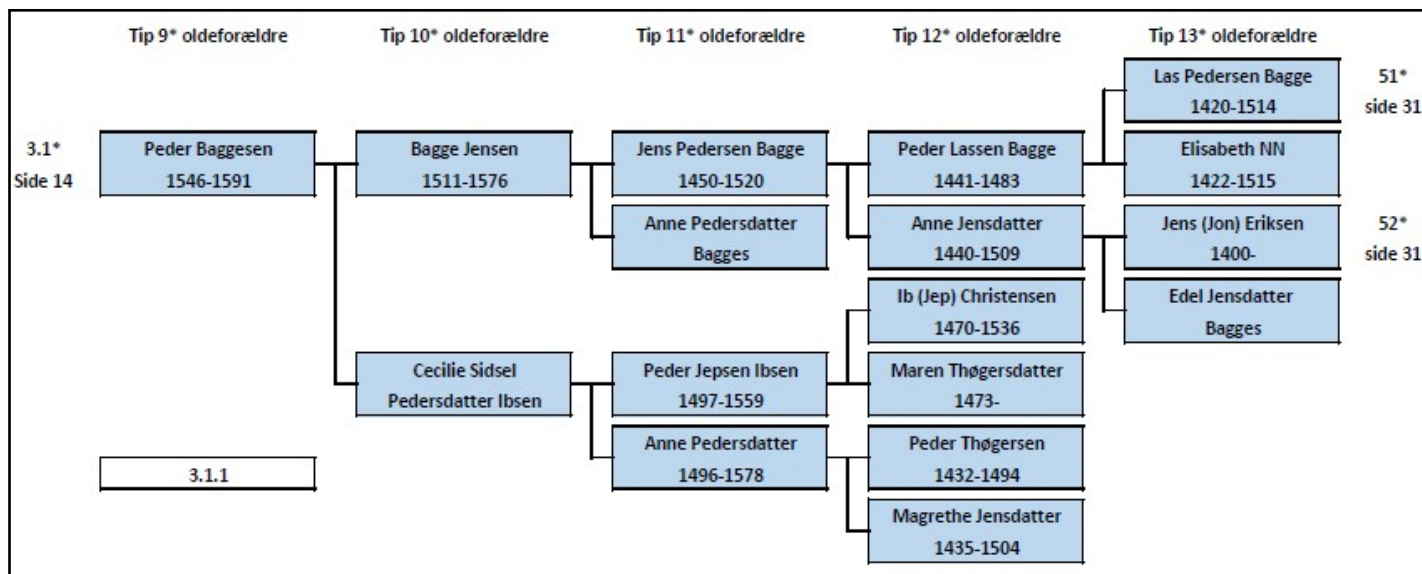 Tip 9* oldeforældre
Tip 10* oldeforældre
Tip 11* oldeforældre
Tip 12* oldeforældre
Tip 13* oldeforældre
3.1*
Side 14
Peder Baggesen
1546-1591
Bagge Jensen
1511-1576
Cecilie Sidsel
Pedersdatter Ibsen
Jens Pedersen Bagge
1450-1520
Anne Pedersdatter
Bagges
Peder Jepsen Ibsen
1497-1559
Anne Pedersdatter
1496-1578
Peder Lassen Bagge
1441-1483
Anne Jensdatter
1440-1509
Ib (Jep) Christensen
1470-1536
Maren Thøgersdatter
1473-
Peder Thøgersen
1432-1494
Magrethe Jensdatter
1435-1504
Las Pedersen Bagge
1420-1514
51*
side 31
Elisabeth NN
1422-1515
Jens (Jon) Eriksen
1400-
52*
side 31
Edel Jensdatter
Bagges
3.1.1